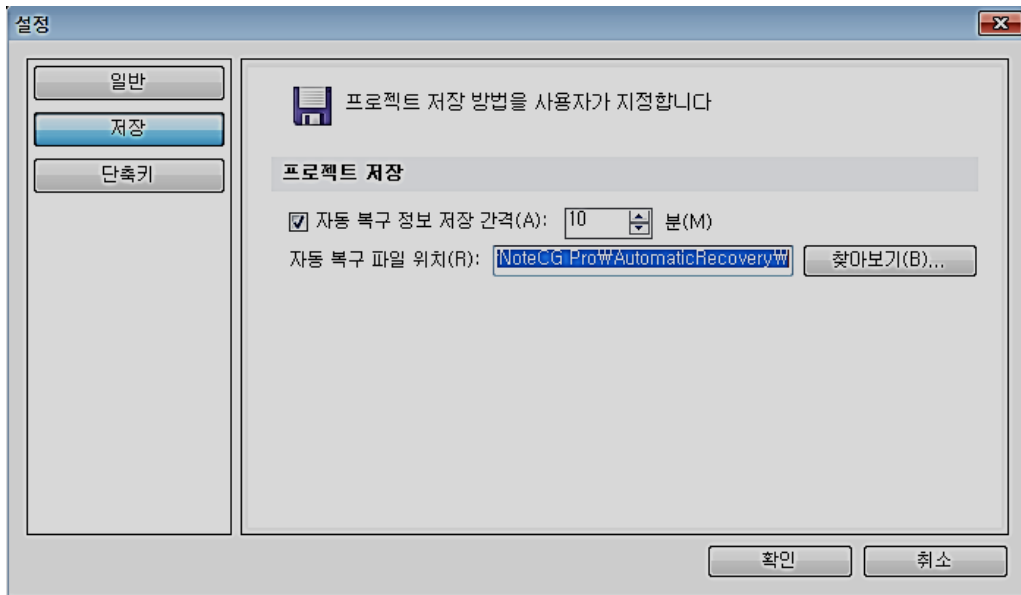 설정
일반
저장
단축키
프로젝트 저장 방법을 사용자가 지정합니다
프로젝트 저장
자동 복구 정보 저장 간격(A): 10 분(M)
자동 복구 파일 위치(R): NoteCG Pro₩AutomaticRecovery₩ 찾아보기(B)...
확인 취소